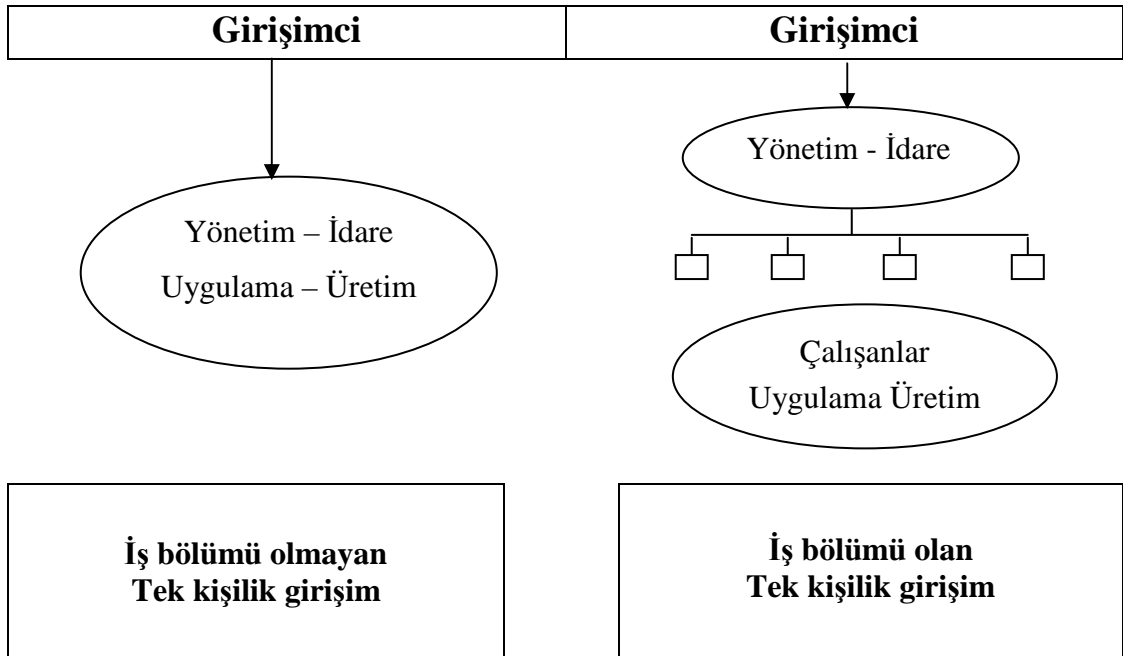 Girişimci
Girişimci
Yönetim – İdare
Uygulama – Üretim
Yönetim - İdare
Çalışanlar
Uygulama Üretim
İş bölümü olmayan
Tek kişilik girişim
İş bölümü olan
Tek kişilik girişim